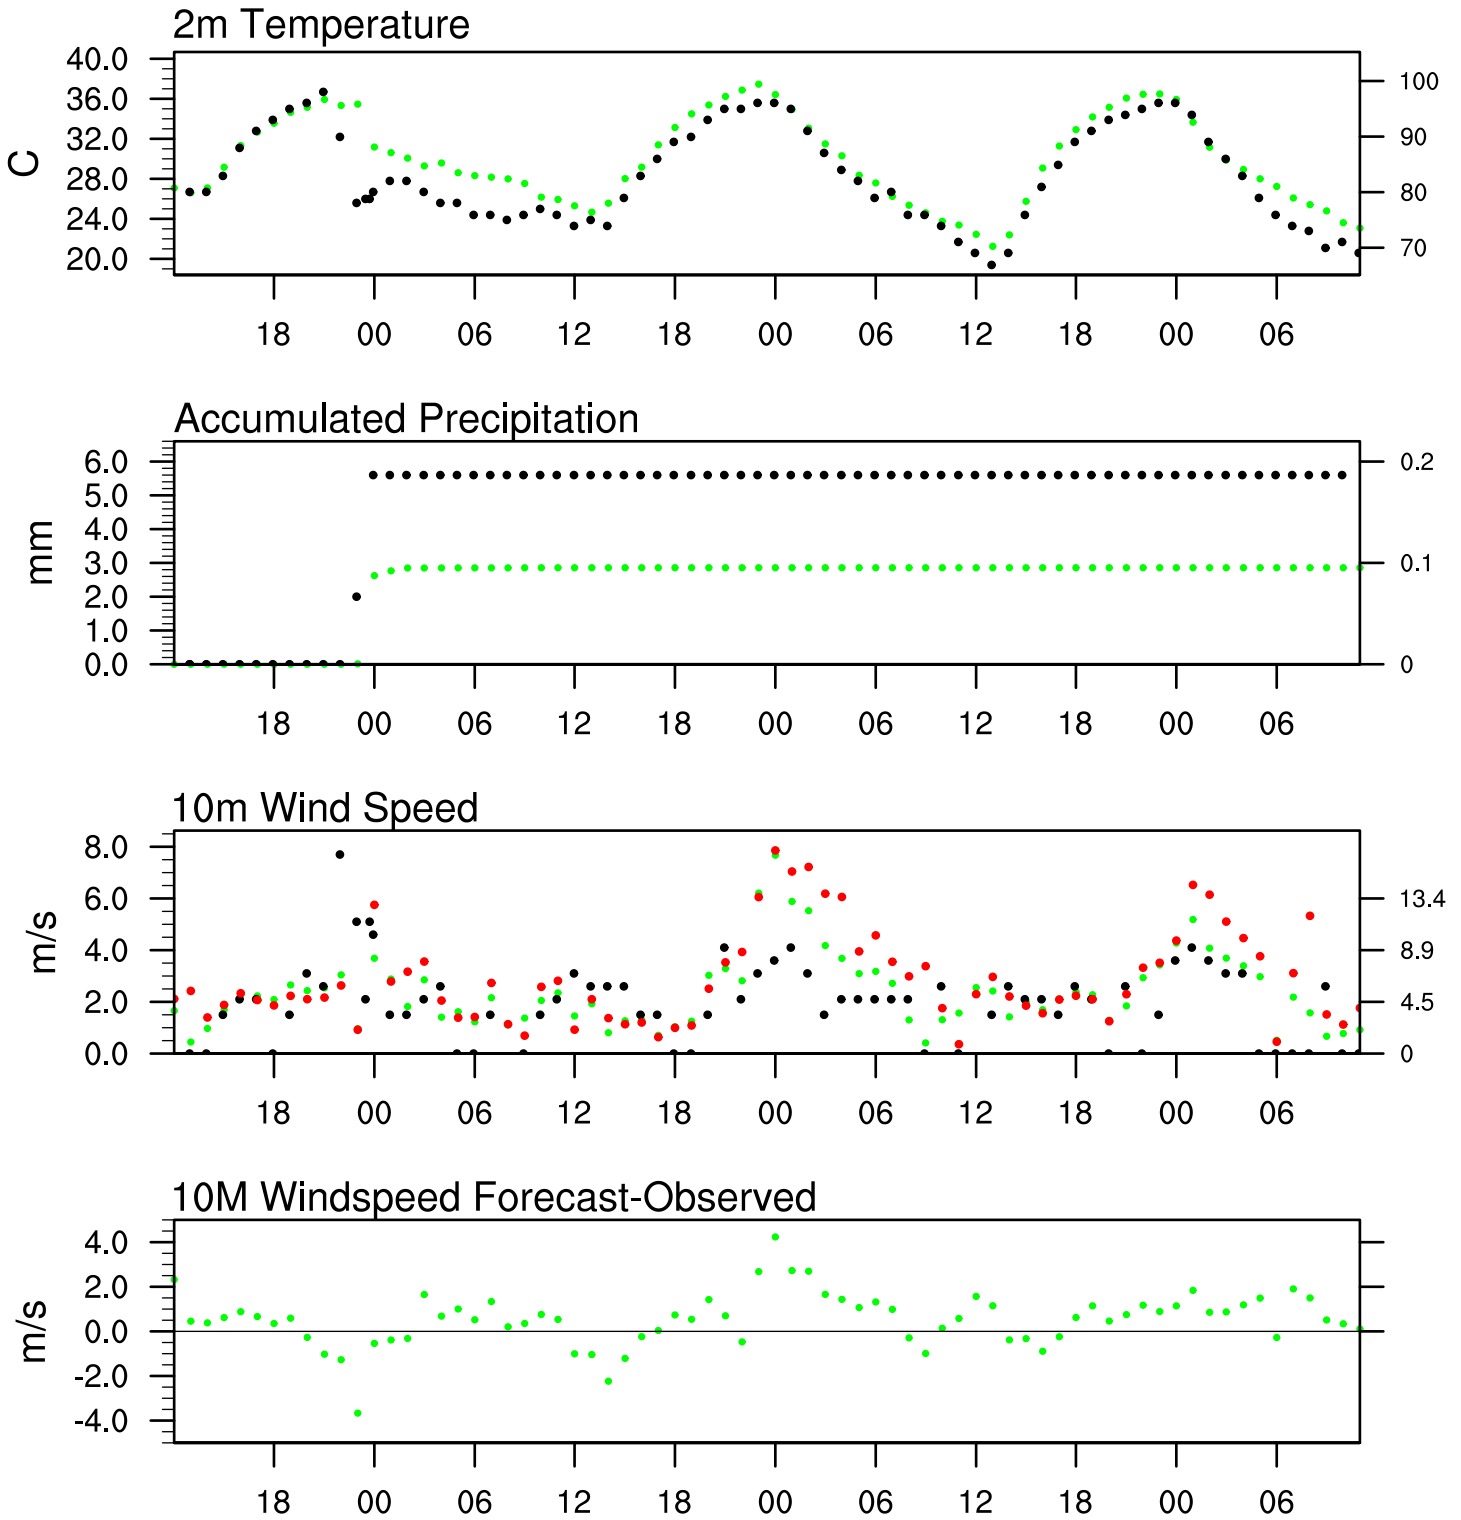 2m Temperature
40.0
36.0
32.0
28.0
24.0
20.0
C
100
90
80
70
18 00 06 12 18 00 06 12 18 00 06
Accumulated Precipitation
6.0
5.0
4.0
3.0
2.0
1.0
0.0
mm
0.2
0.1
0
18 00 06 12 18 00 06 12 18 00 06
10m Wind Speed
8.0
6.0
4.0
2.0
0.0
m/s
13.4
8.9
4.5
0
18 00 06 12 18 00 06 12 18 00 06
10M Windspeed Forecast-Observed
4.0
2.0
0.0
-2.0
-4.0
m/s
18 00 06 12 18 00 06 12 18 00 06